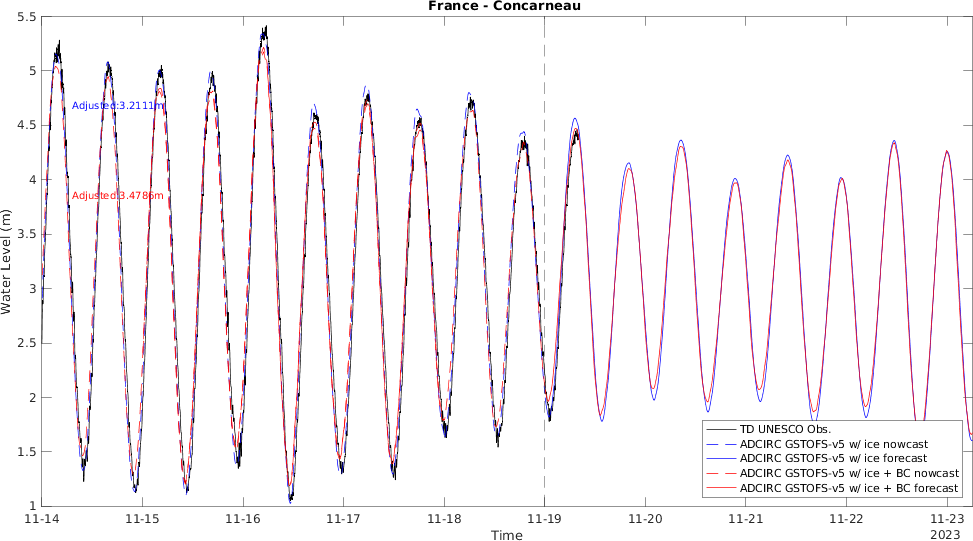 France - Concarneau
5.5
5
4.5
4
3.5
3
2.5
2
1.5
1
Water Level (m)
Adjusted:3.2111m
Adjusted:3.4786m
TD UNESCO Obs.
ADCIRC GSTOFS-v5 w/ ice nowcast
ADCIRC GSTOFS-v5 w/ ice forecast
ADCIRC GSTOFS-v5 w/ ice + BC nowcast
ADCIRC GSTOFS-v5 w/ ice + BC forecast
11-14 11-15 11-16 11-17 11-18 11-19 11-20 11-21 11-22 11-23
Time
2023